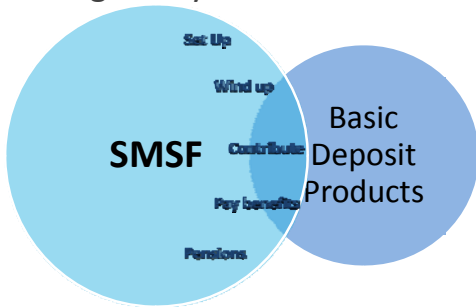 Set Up
Wind up
SMSF
Contribute
Basic
Deposit
Products
Pay benefits
Pensions